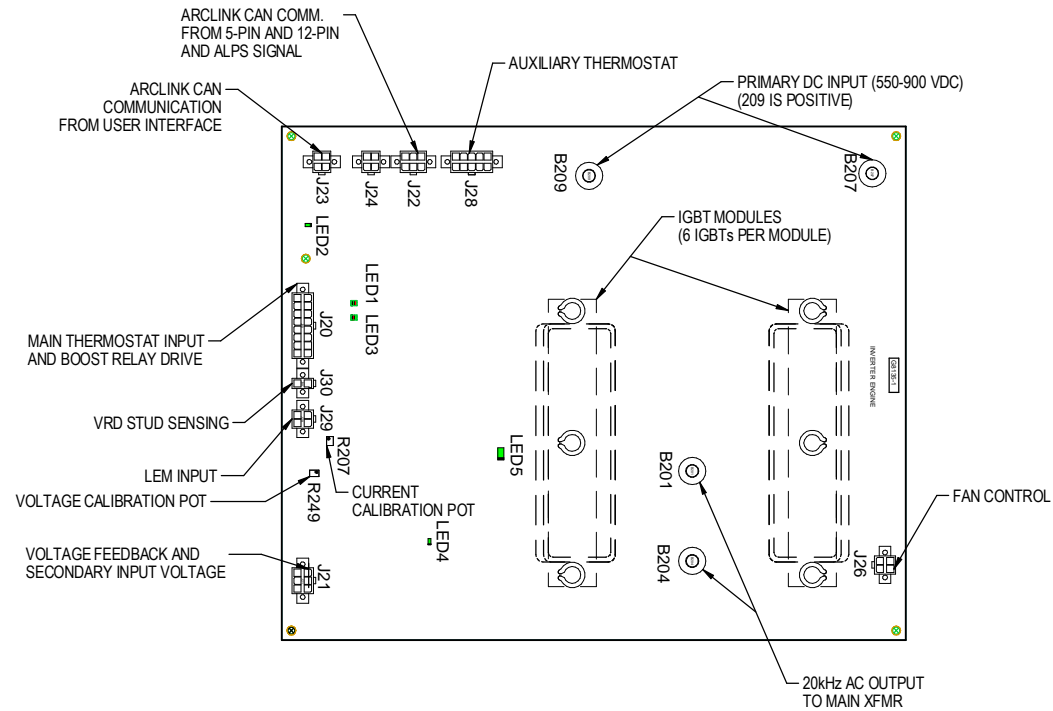 ARCLINK CAN COMM.
FROM 5-PIN AND 12-PIN
AND ALPS SIGNAL
AUXILIARY THERMOSTAT
PRIMARY DC INPUT (550-900 VDC)
(209 IS POSITIVE)
ARCLINK CAN
COMMUNICATION
FROM USER INTERFACE
J23
J24
J22
J28
B209
B207
LED2
IGBT MODULES
(6 IGBTs PER MODULE)
LED1
LED3
J20
MAIN THERMOSTAT INPUT
AND BOOST RELAY DRIVE
INVERTER ENGINE
G8136-1
J30
VRD STUD SENSING
J29
R207
LED5
LEM INPUT
B201
VOLTAGE CALIBRATION POT
R249
CURRENT
CALIBRATION POT
FAN CONTROL
LED4
VOLTAGE FEEDBACK AND
SECONDARY INPUT VOLTAGE
J21
B204
J26
20kHz AC OUTPUT
TO MAIN XFMR